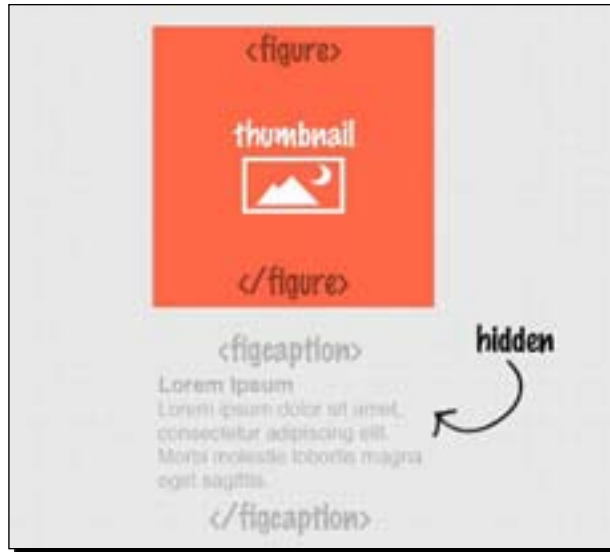 <figure>
thumbnail
</figure>
<figcaption>
hidden
Lorem Ipsum
Lorem ipsum dolor sit amet,
consectetur adipiscing elit.
Morbi molestie lobortis magna
eget sagittis.
</figcaption>